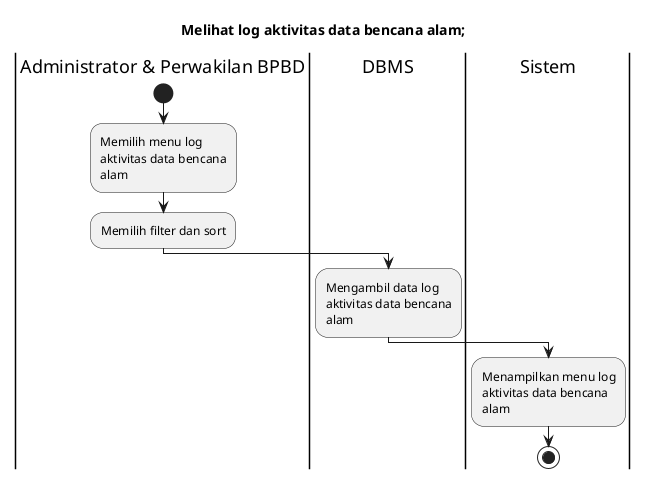 Melihat log aktivitas data bencana alam;
Administrator & Perwakilan BPBD
DBMS
Sistem
Memilih menu log
aktivitas data bencana
alam
Memilih filter dan sort
Mengambil data log
aktivitas data bencana
alam
Menampilkan menu log
aktivitas data bencana
alam